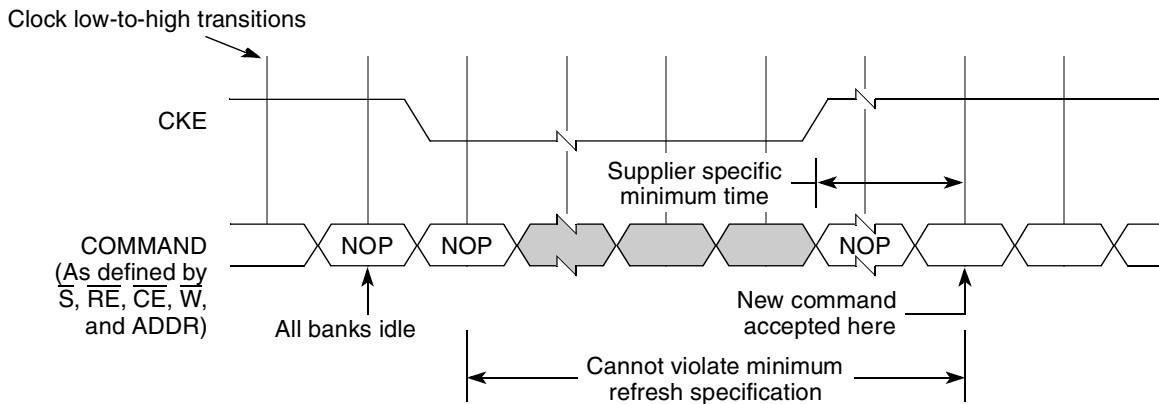 Clock low-to-high transitions
CKE
Supplier specific
minimum time
COMMAND
(As defined by
S, RE, CE, W,
and ADDR)
NOP
NOP
NOP
All banks idle
New command
accepted here
Cannot violate minimum
refresh specification